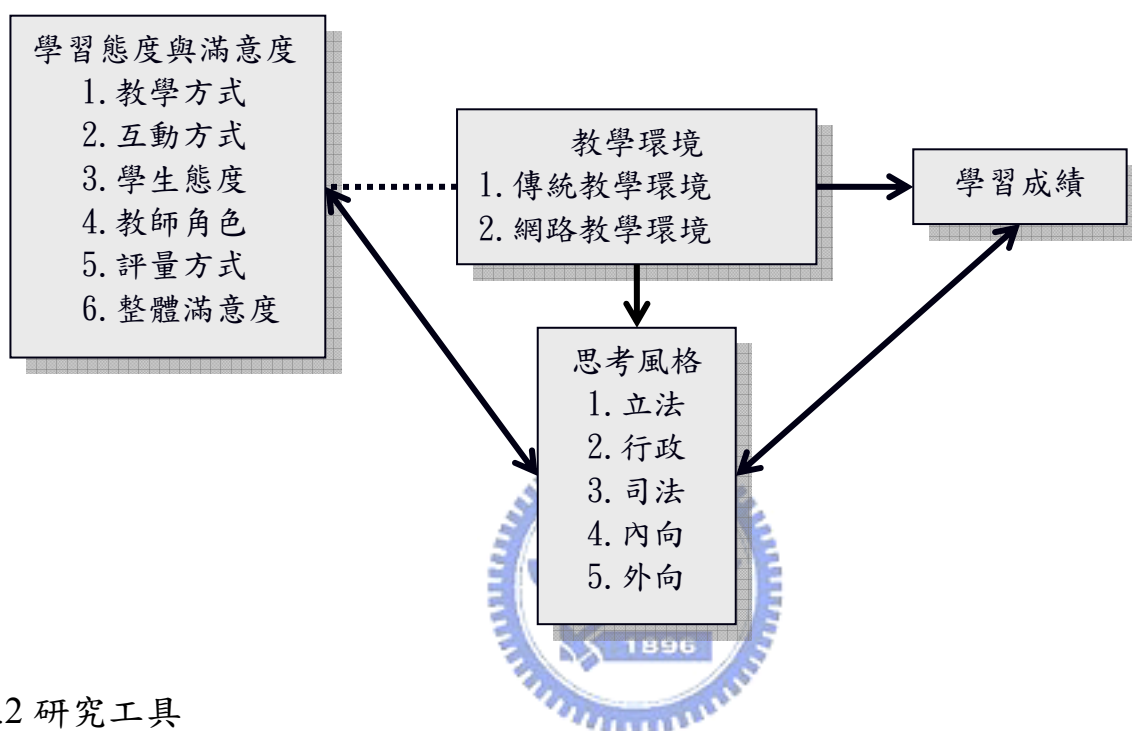 學習態度與滿意度
1.教學方式
2.互動方式
3.學生態度
4.教師角色
5.評量方式
6.整體滿意度
教學環境
1.傳統教學環境
2.網路教學環境
學習成績
思考風格
1.立法
2.行政
3.司法
4.內向
5.外向
1896
.2 研究工具